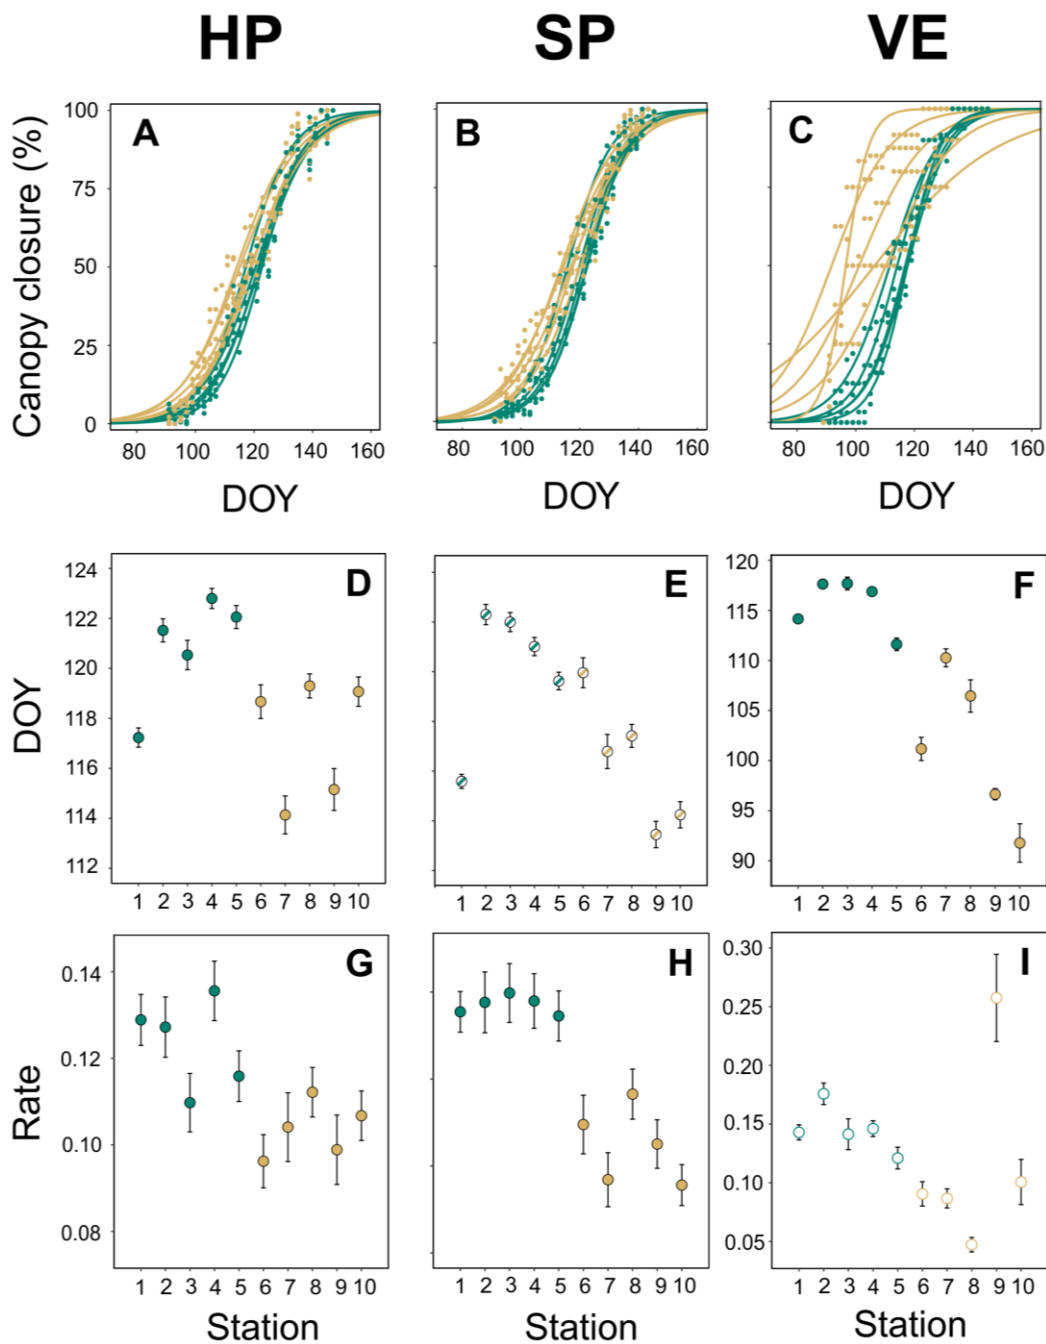 HP SP VE
Canopy closure (%)
100
75
50
25
0
A
B
C
80 100 120 140 160
80 100 120 140 160
80 100 120 140 160
DOY
DOY
DOY
DOY
124
122
120
118
116
114
112
D
E
120
115
110
105
100
95
90
F
1 2 3 4 5 6 7 8 9 10
1 2 3 4 5 6 7 8 9 10
1 2 3 4 5 6 7 8 9 10
Rate
0.14
0.12
0.10
0.08
G
H
0.30
0.25
0.20
0.15
0.10
0.05
I
1 2 3 4 5 6 7 8 9 10
1 2 3 4 5 6 7 8 9 10
1 2 3 4 5 6 7 8 9 10
Station
Station
Station